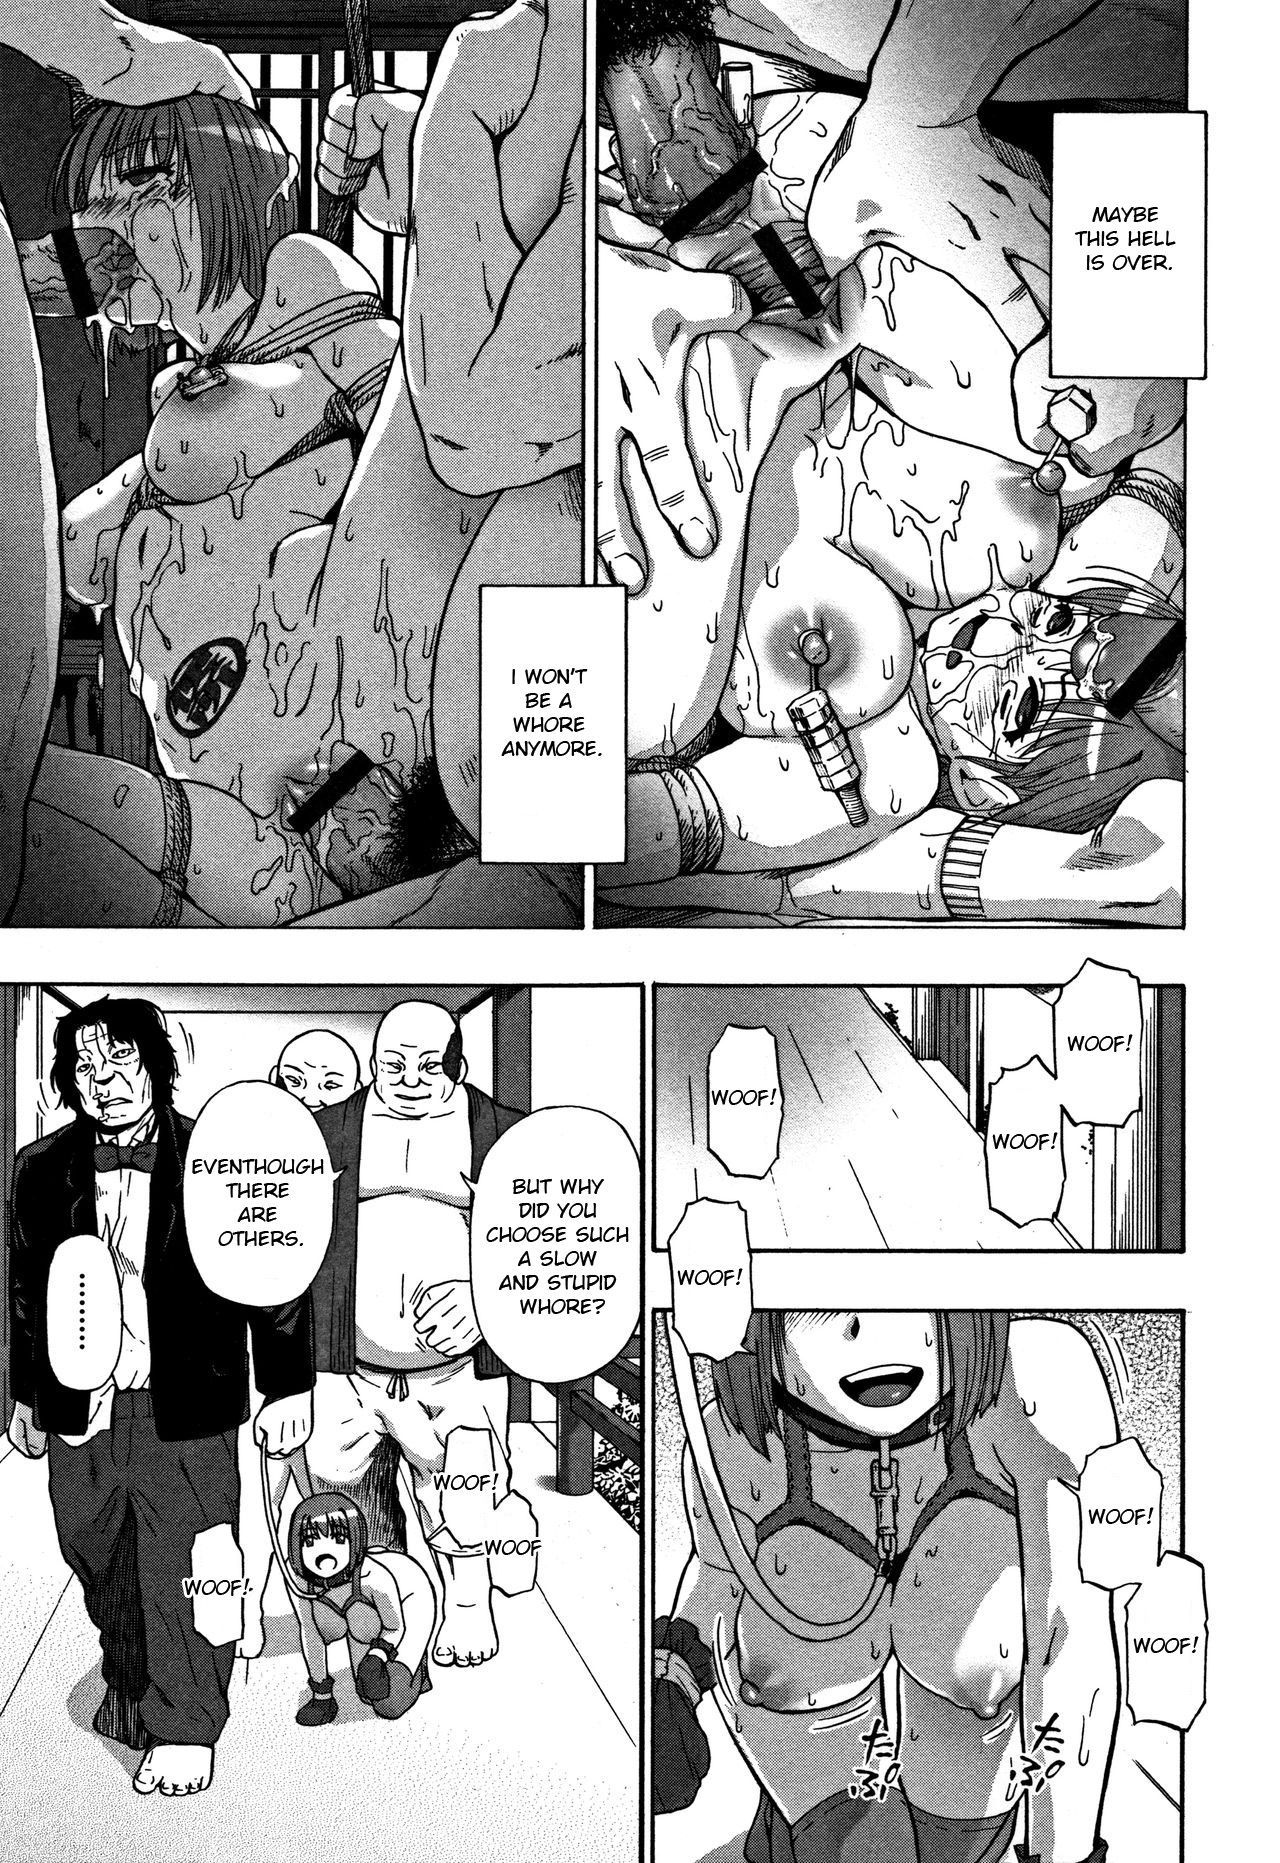 MAYBE
THIS HELL
IS OVER.
I WON'T
BE A
WHORE
ANYMORE.
WOOF!
WOOF!
WOOF!
WOOF!
WOOF!
WOOF!
たぷ
たぷ
BUT WHY
DID YOU
CHOOSE SUCH
A SLOW
AND STUPID
WHORE?
EVENTHOUGH
THERE
ARE
OTHERS.
.........
WOOF!
WOOF
WOOF!